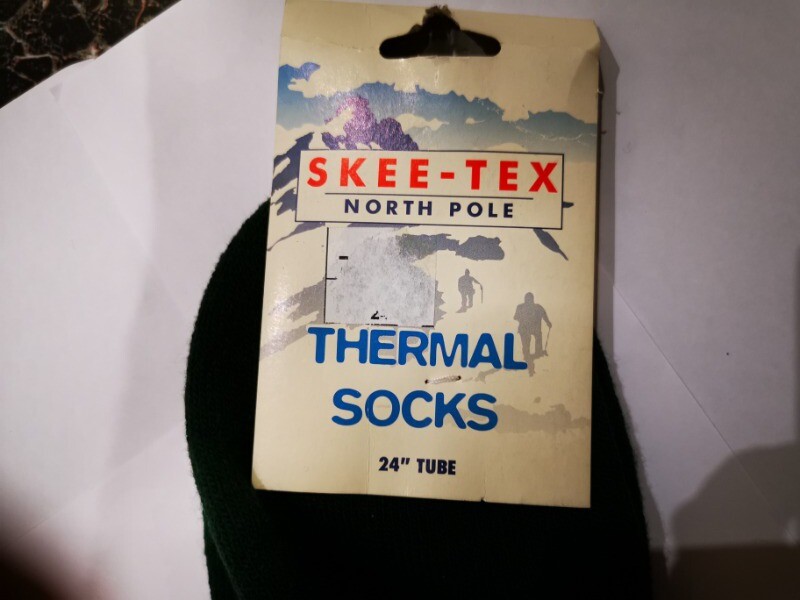 SKEE-TEX
NORTH POLE
THERMAL
SOCKS
24" TUBE